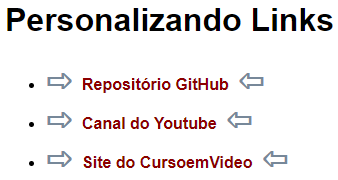 Personalizando Links
Repositório GitHub
Canal do Youtube
Site do CursoemVideo